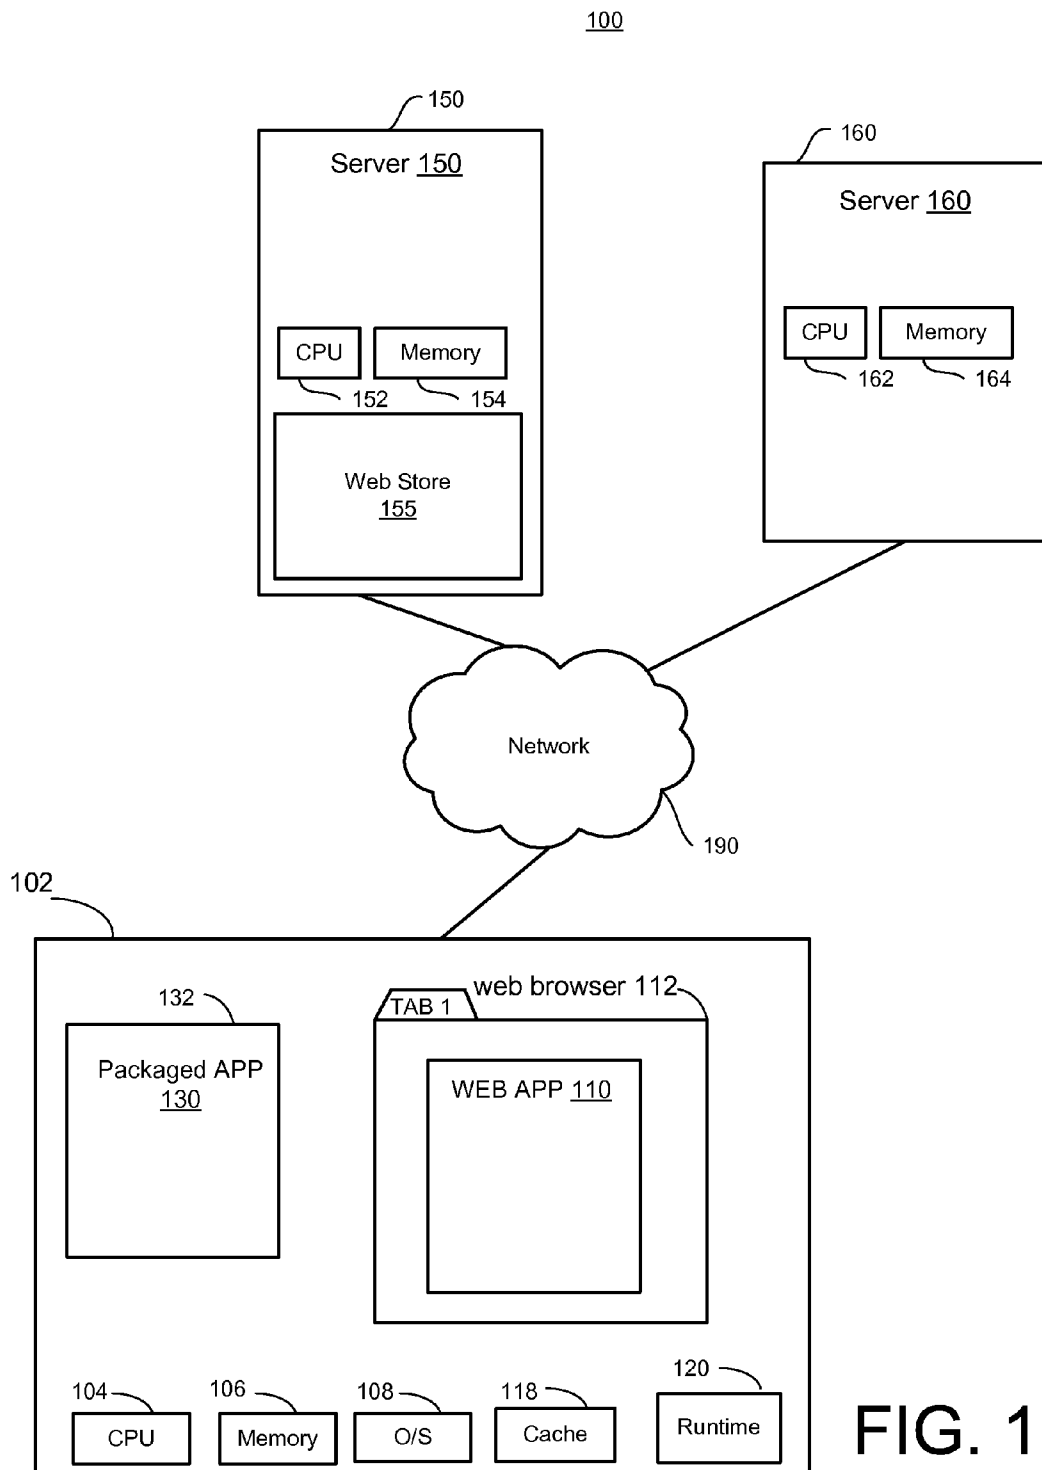 100
150
Server 150
160
Server 160
CPU
Memory
152
154
CPU
Memory
162
164
Web Store
155
Network
190
102
132
Packaged APP
130
web browser 112
TAB 1
WEB APP 110
104
106
108
118
120
CPU
Memory
O/S
Cache
Runtime
FIG. 1